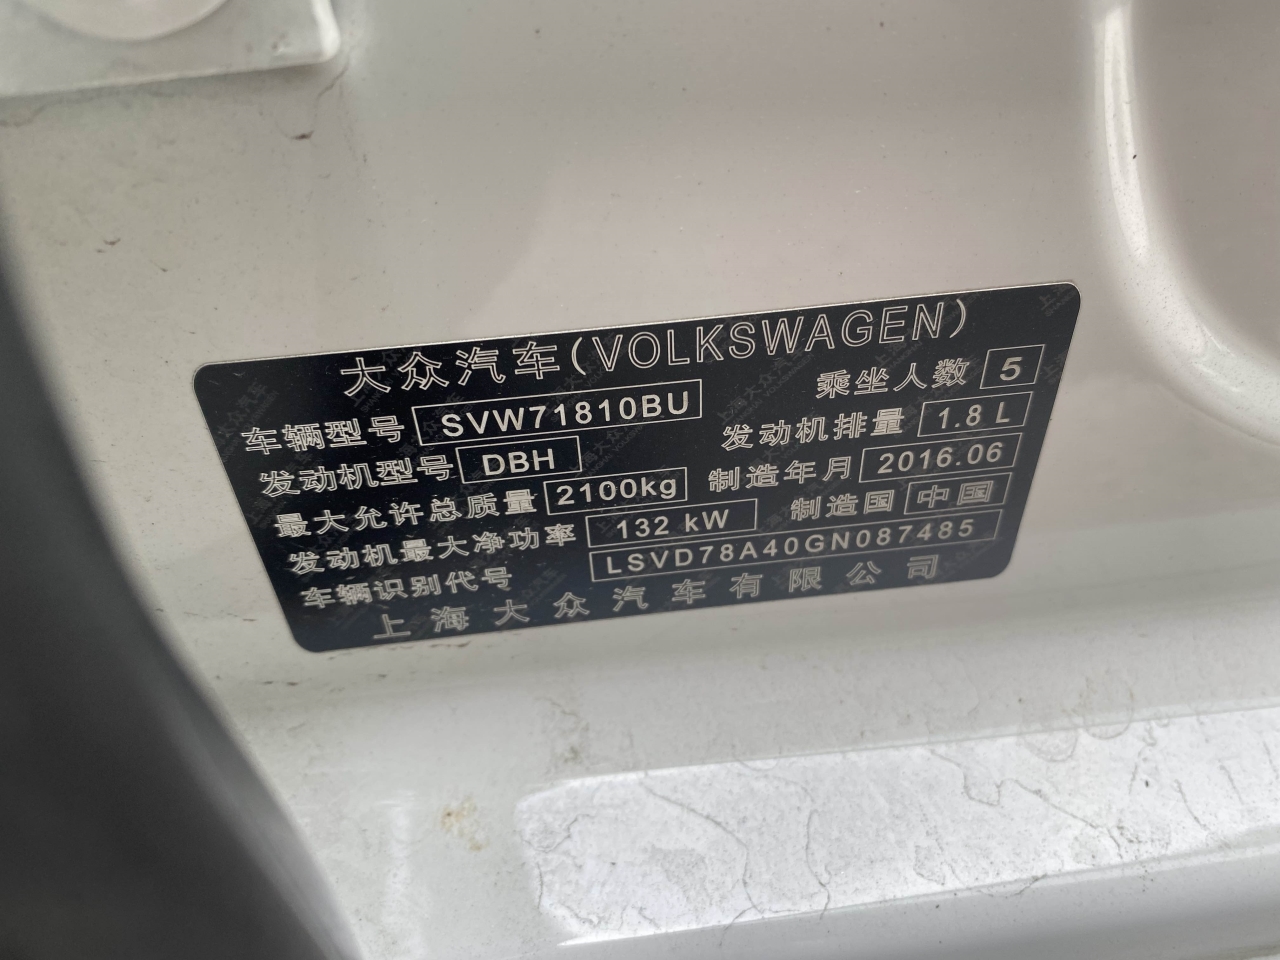 大众汽车(VOLKSWAGEN)
车辆型号 SVW71810BU 乘坐人数 5
发动机型号 DBH 发动机排量 1.8 L
最大允许总质量 2100kg 制造年月 2016.06
发动机最大净功率 132 kW 制造国 中国
车辆识别代号 LSVD78A40GN087485
上海大众汽车有限公司